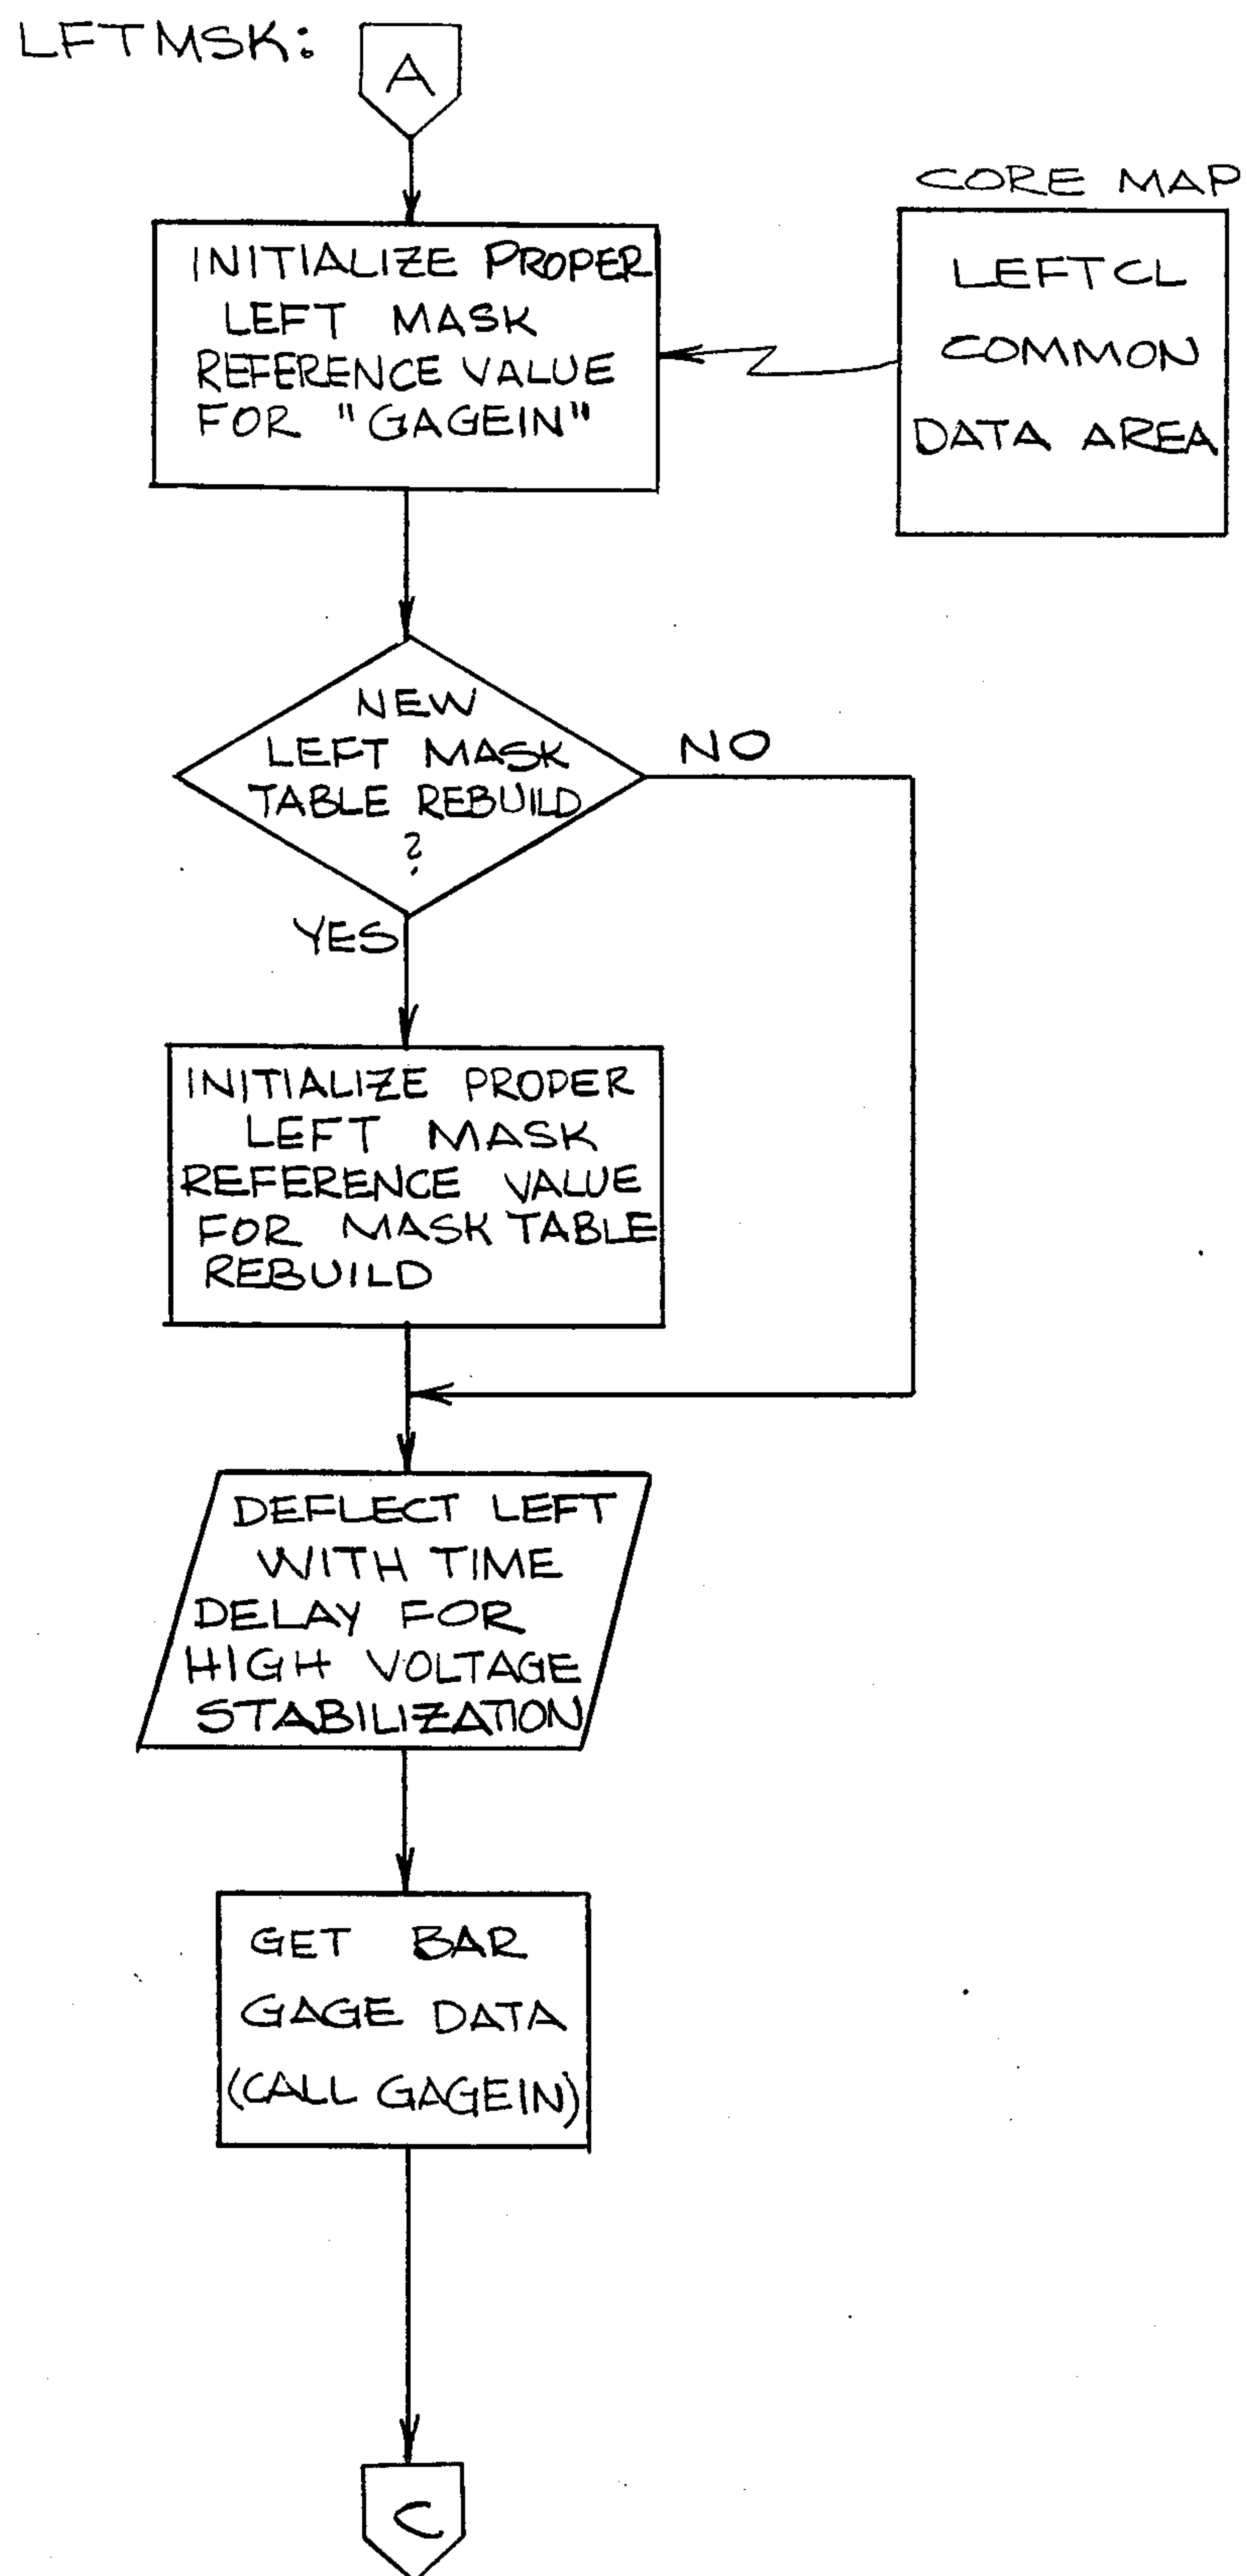 LFTMSK:
A
CORE MAP
INITIALIZE PROPER
LEFT MASK
REFERENCE VALUE
FOR "GAGEIN"
LEFTCL
COMMON
DATA AREA
NEW
LEFT MASK
TABLE REBUILD
?
NO
YES
INITIALIZE PROPER
LEFT MASK
REFERENCE VALUE
FOR MASK TABLE
REBUILD
DEFLECT LEFT
WITH TIME
DELAY FOR
HIGH VOLTAGE
STABILIZATION
GET BAR
GAGE DATA
(CALL GAGEIN)
C